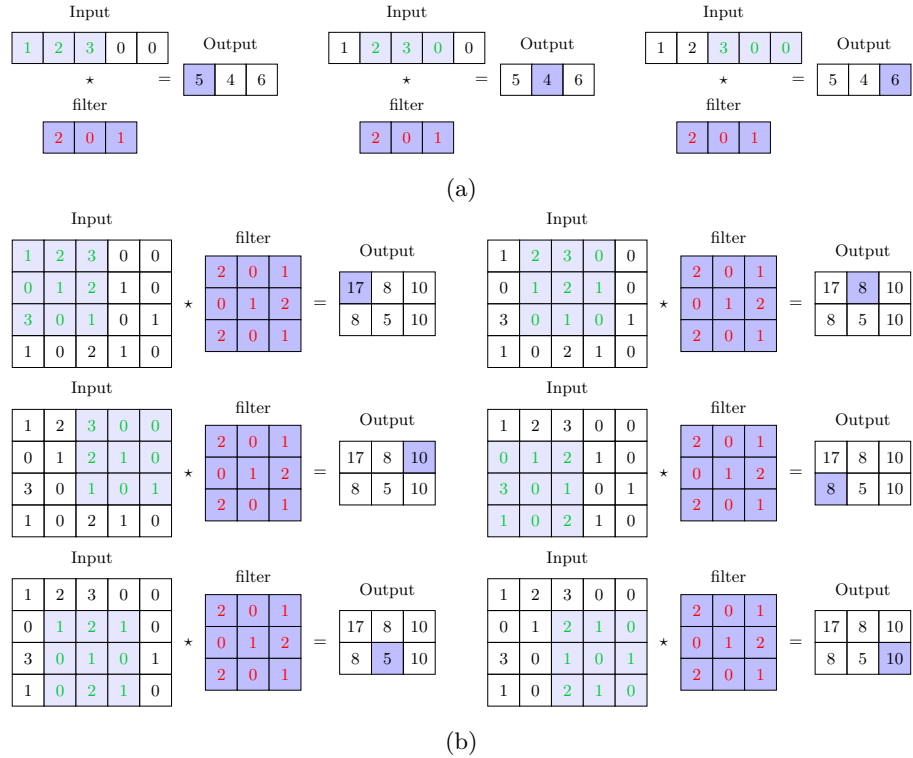 Input Input Input
1 2 3 0 0 1 2 3 0 0 1 2 3 0 0
Output Output Output
⋆ = 5 4 6 ⋆ = 5 4 6 ⋆ = 5 4 6
filter filter filter
2 0 1 2 0 1 2 0 1
(a)
Input Input
filter filter
1 2 3 0 0 1 2 3 0 0
Output Output
2 0 1 2 0 1
0 1 2 1 0 17 8 10 0 1 2 1 0 17 8 10
⋆ 0 1 2 = ⋆ 0 1 2 =
3 0 1 0 1 8 5 10 3 0 1 0 1 8 5 10
2 0 1 2 0 1
1 0 2 1 0 1 0 2 1 0
Input Input
filter filter
1 2 3 0 0 1 2 3 0 0
Output Output
2 0 1 2 0 1
0 1 2 1 0 17 8 10 0 1 2 1 0 17 8 10
⋆ 0 1 2 = ⋆ 0 1 2 =
3 0 1 0 1 8 5 10 3 0 1 0 1 8 5 10
2 0 1 2 0 1
1 0 2 1 0 1 0 2 1 0
Input Input
filter filter
1 2 3 0 0 1 2 3 0 0
Output Output
2 0 1 2 0 1
0 1 2 1 0 17 8 10 0 1 2 1 0 17 8 10
⋆ 0 1 2 = ⋆ 0 1 2 =
3 0 1 0 1 8 5 10 3 0 1 0 1 8 5 10
2 0 1 2 0 1
1 0 2 1 0 1 0 2 1 0
(b)